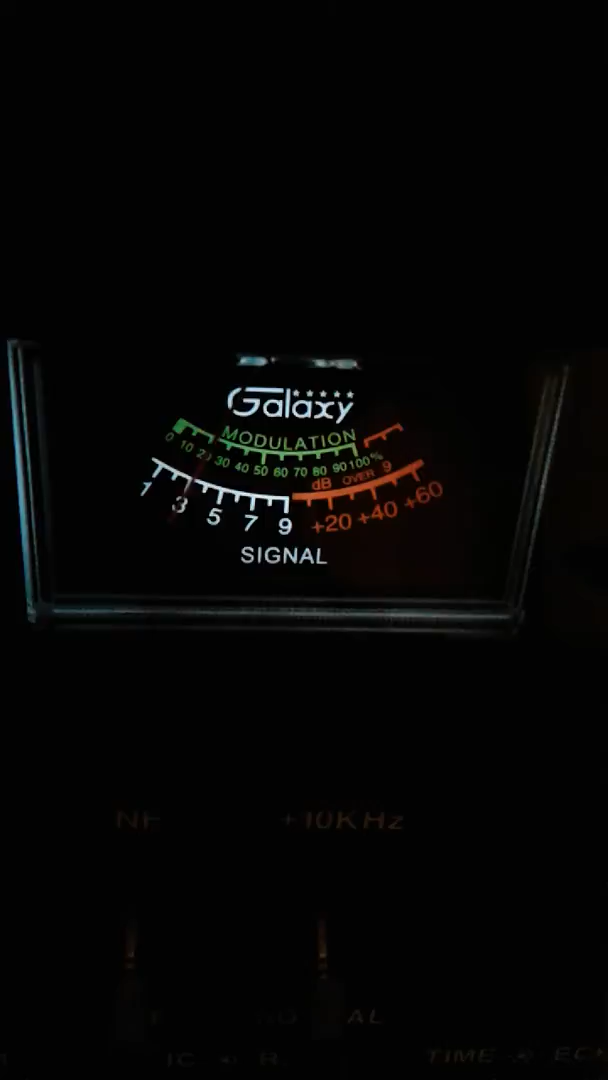 Galaxy
MODULATION
0 10 20 30 40 50 60 70 80 90 100 %
dB OVER 9
1 3 5 7 9 +20 +40 +60
SIGNAL
+10KHz
TIME